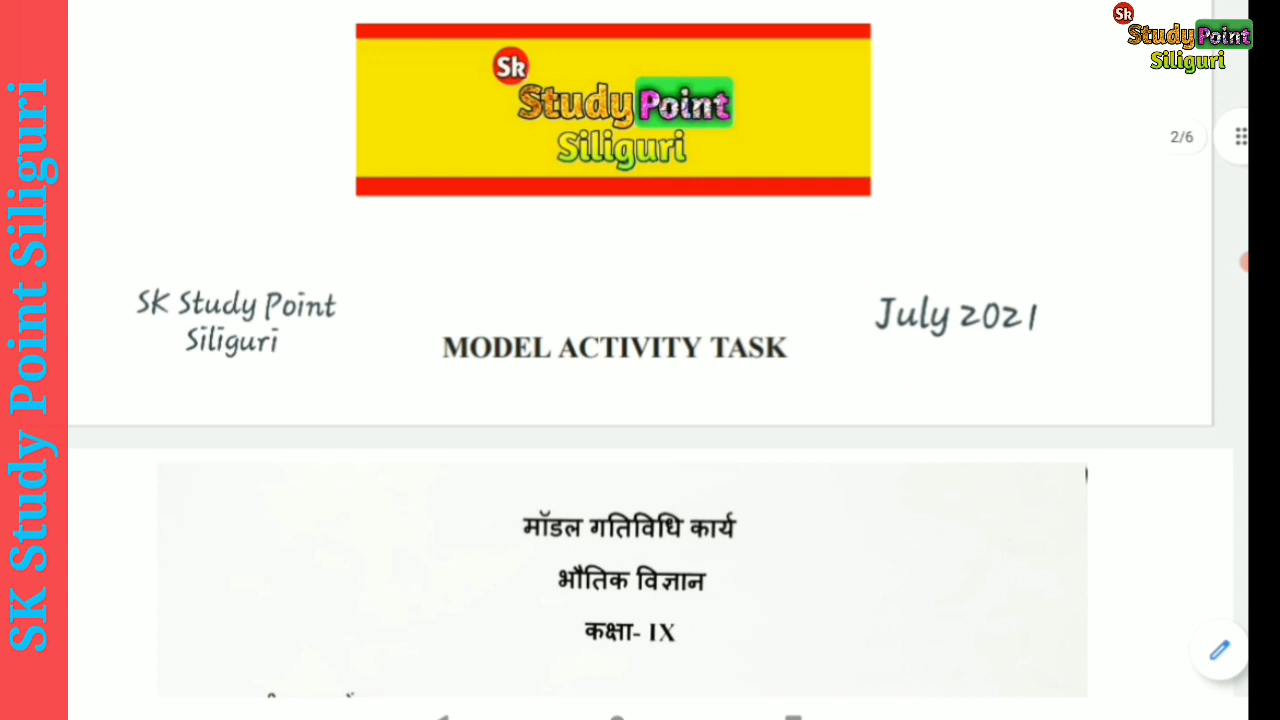 SK Study Point Siliguri
Sk
Study Point
Siliguri
Sk
Study Point
Siliguri
2/6
SK Study Point
Siliguri
July 2021
MODEL ACTIVITY TASK
मॉडल गतिविधि कार्य
भौतिक विज्ञान
कक्षा- IX